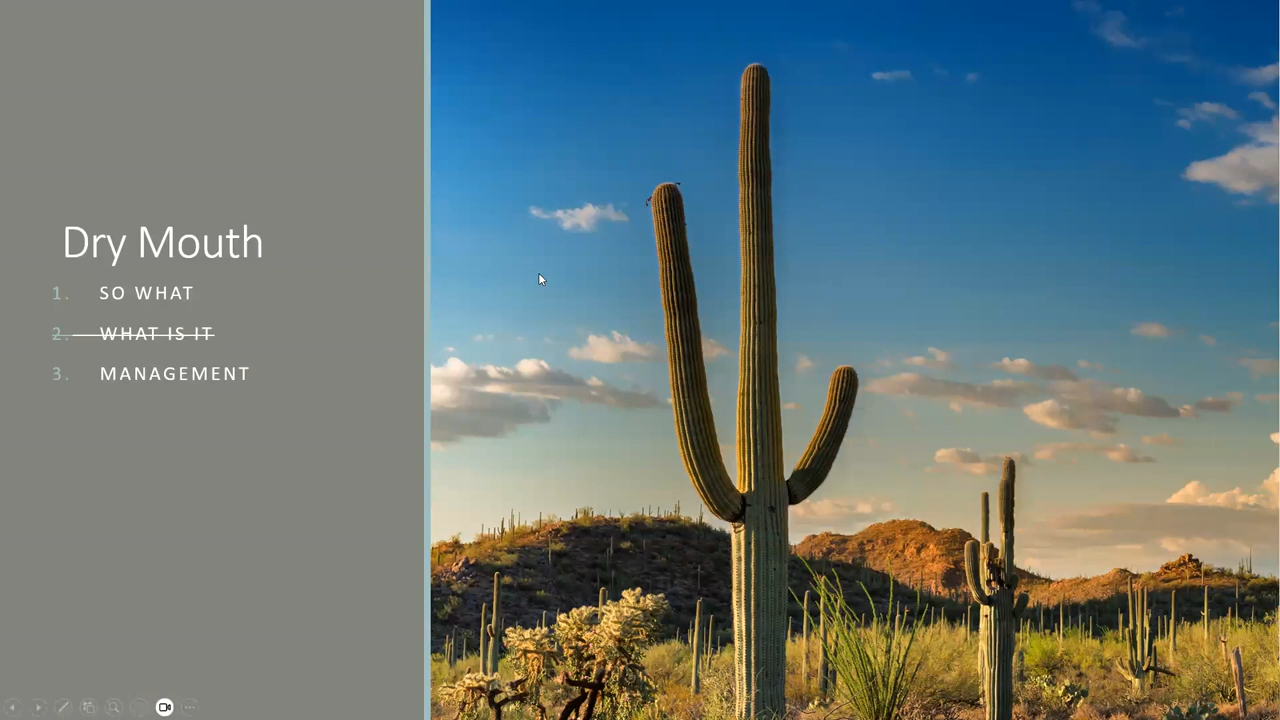 Dry Mouth
1. SO WHAT
2. WHAT IS IT
3. MANAGEMENT